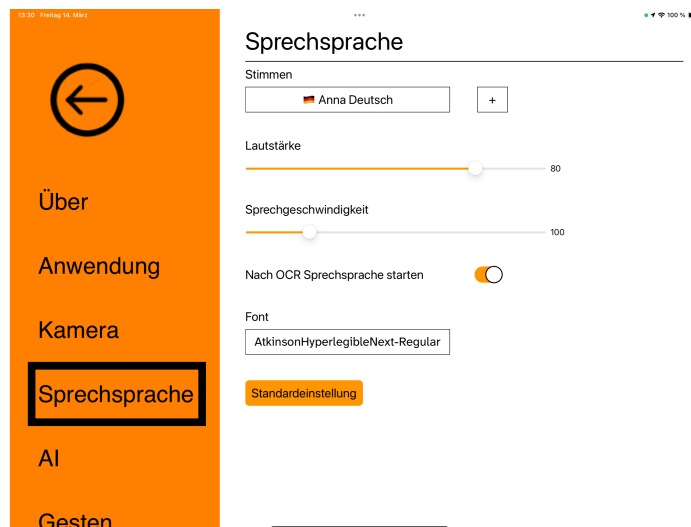 13:30 Freitag 14. März
100 %
Sprechsprache
Stimmen
Anna Deutsch
+
Lautstärke
80
Sprechgeschwindigkeit
100
Nach OCR Sprechsprache starten
Font
AtkinsonHyperlegibleNext-Regular
Standardeinstellung
Über
Anwendung
Kamera
Sprechsprache
AI
Gesten